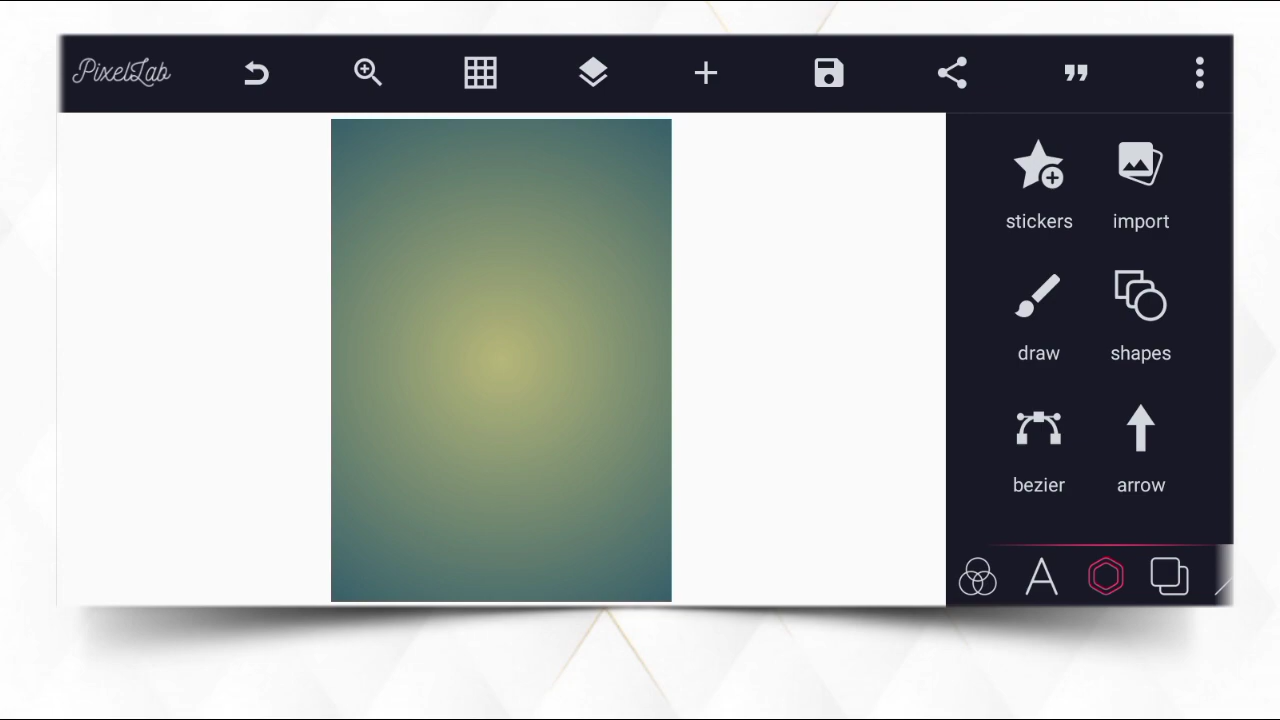 PixelLab
stickers
import
draw
shapes
bezier
arrow